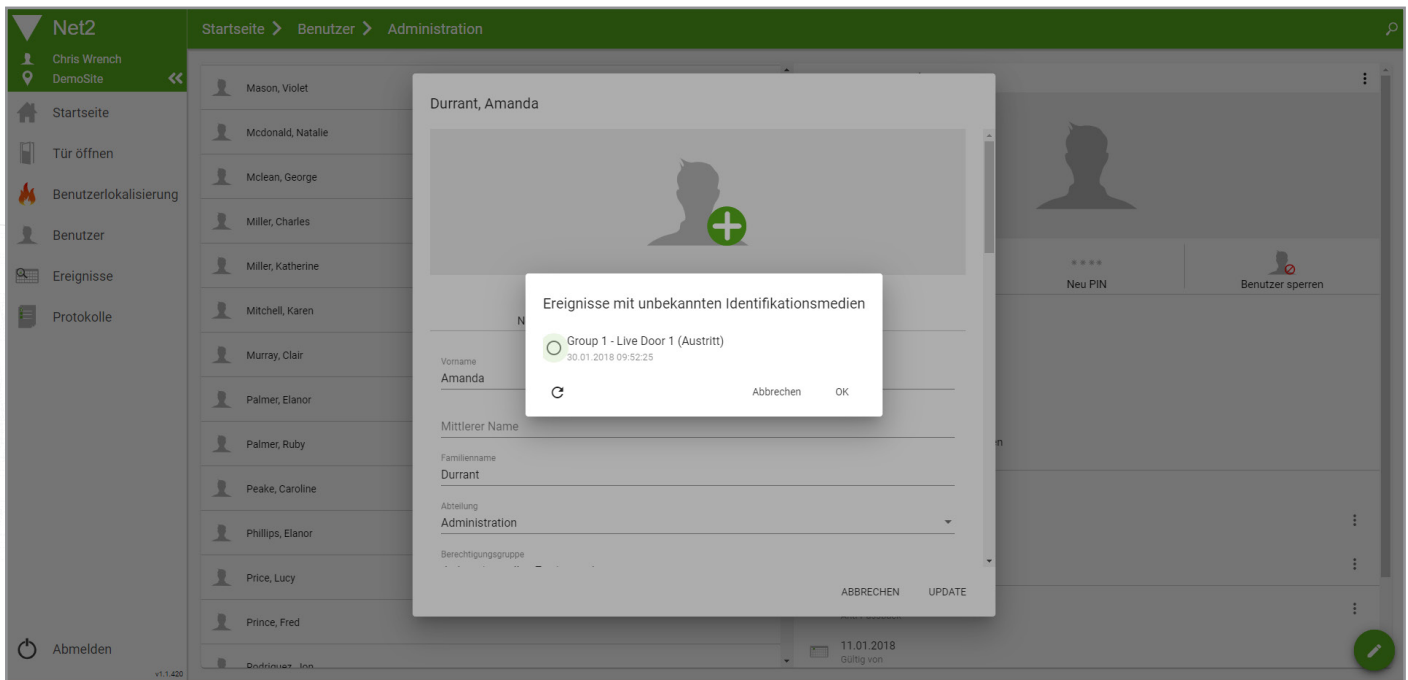 Net2
Startseite Benutzer Administration
Chris Wrench
DemoSite
Startseite
Tür öffnen
Benutzerlokalisierung
Benutzer
Ereignisse
Protokolle
Abmelden
v1.1.420
Mason, Violet
Mcdonald, Natalie
Mclean, George
Miller, Charles
Miller, Katherine
Mitchell, Karen
Murray, Clair
Palmer, Elanor
Palmer, Ruby
Peake, Caroline
Phillips, Elanor
Price, Lucy
Prince, Fred
Rodriguez, Jon
Durrant, Amanda
Ereignisse mit unbekannten Identifikationsmedien
Group 1 - Live Door 1 (Austritt)
30.01.2018 09:52:25
Abbrechen OK
Vorname
Amanda
Mittlerer Name
Familienname
Durrant
Abteilung
Administration
Berechtigungsgruppe
ABBRECHEN UPDATE
Neu PIN
Benutzer sperren
11.01.2018
Gültig von